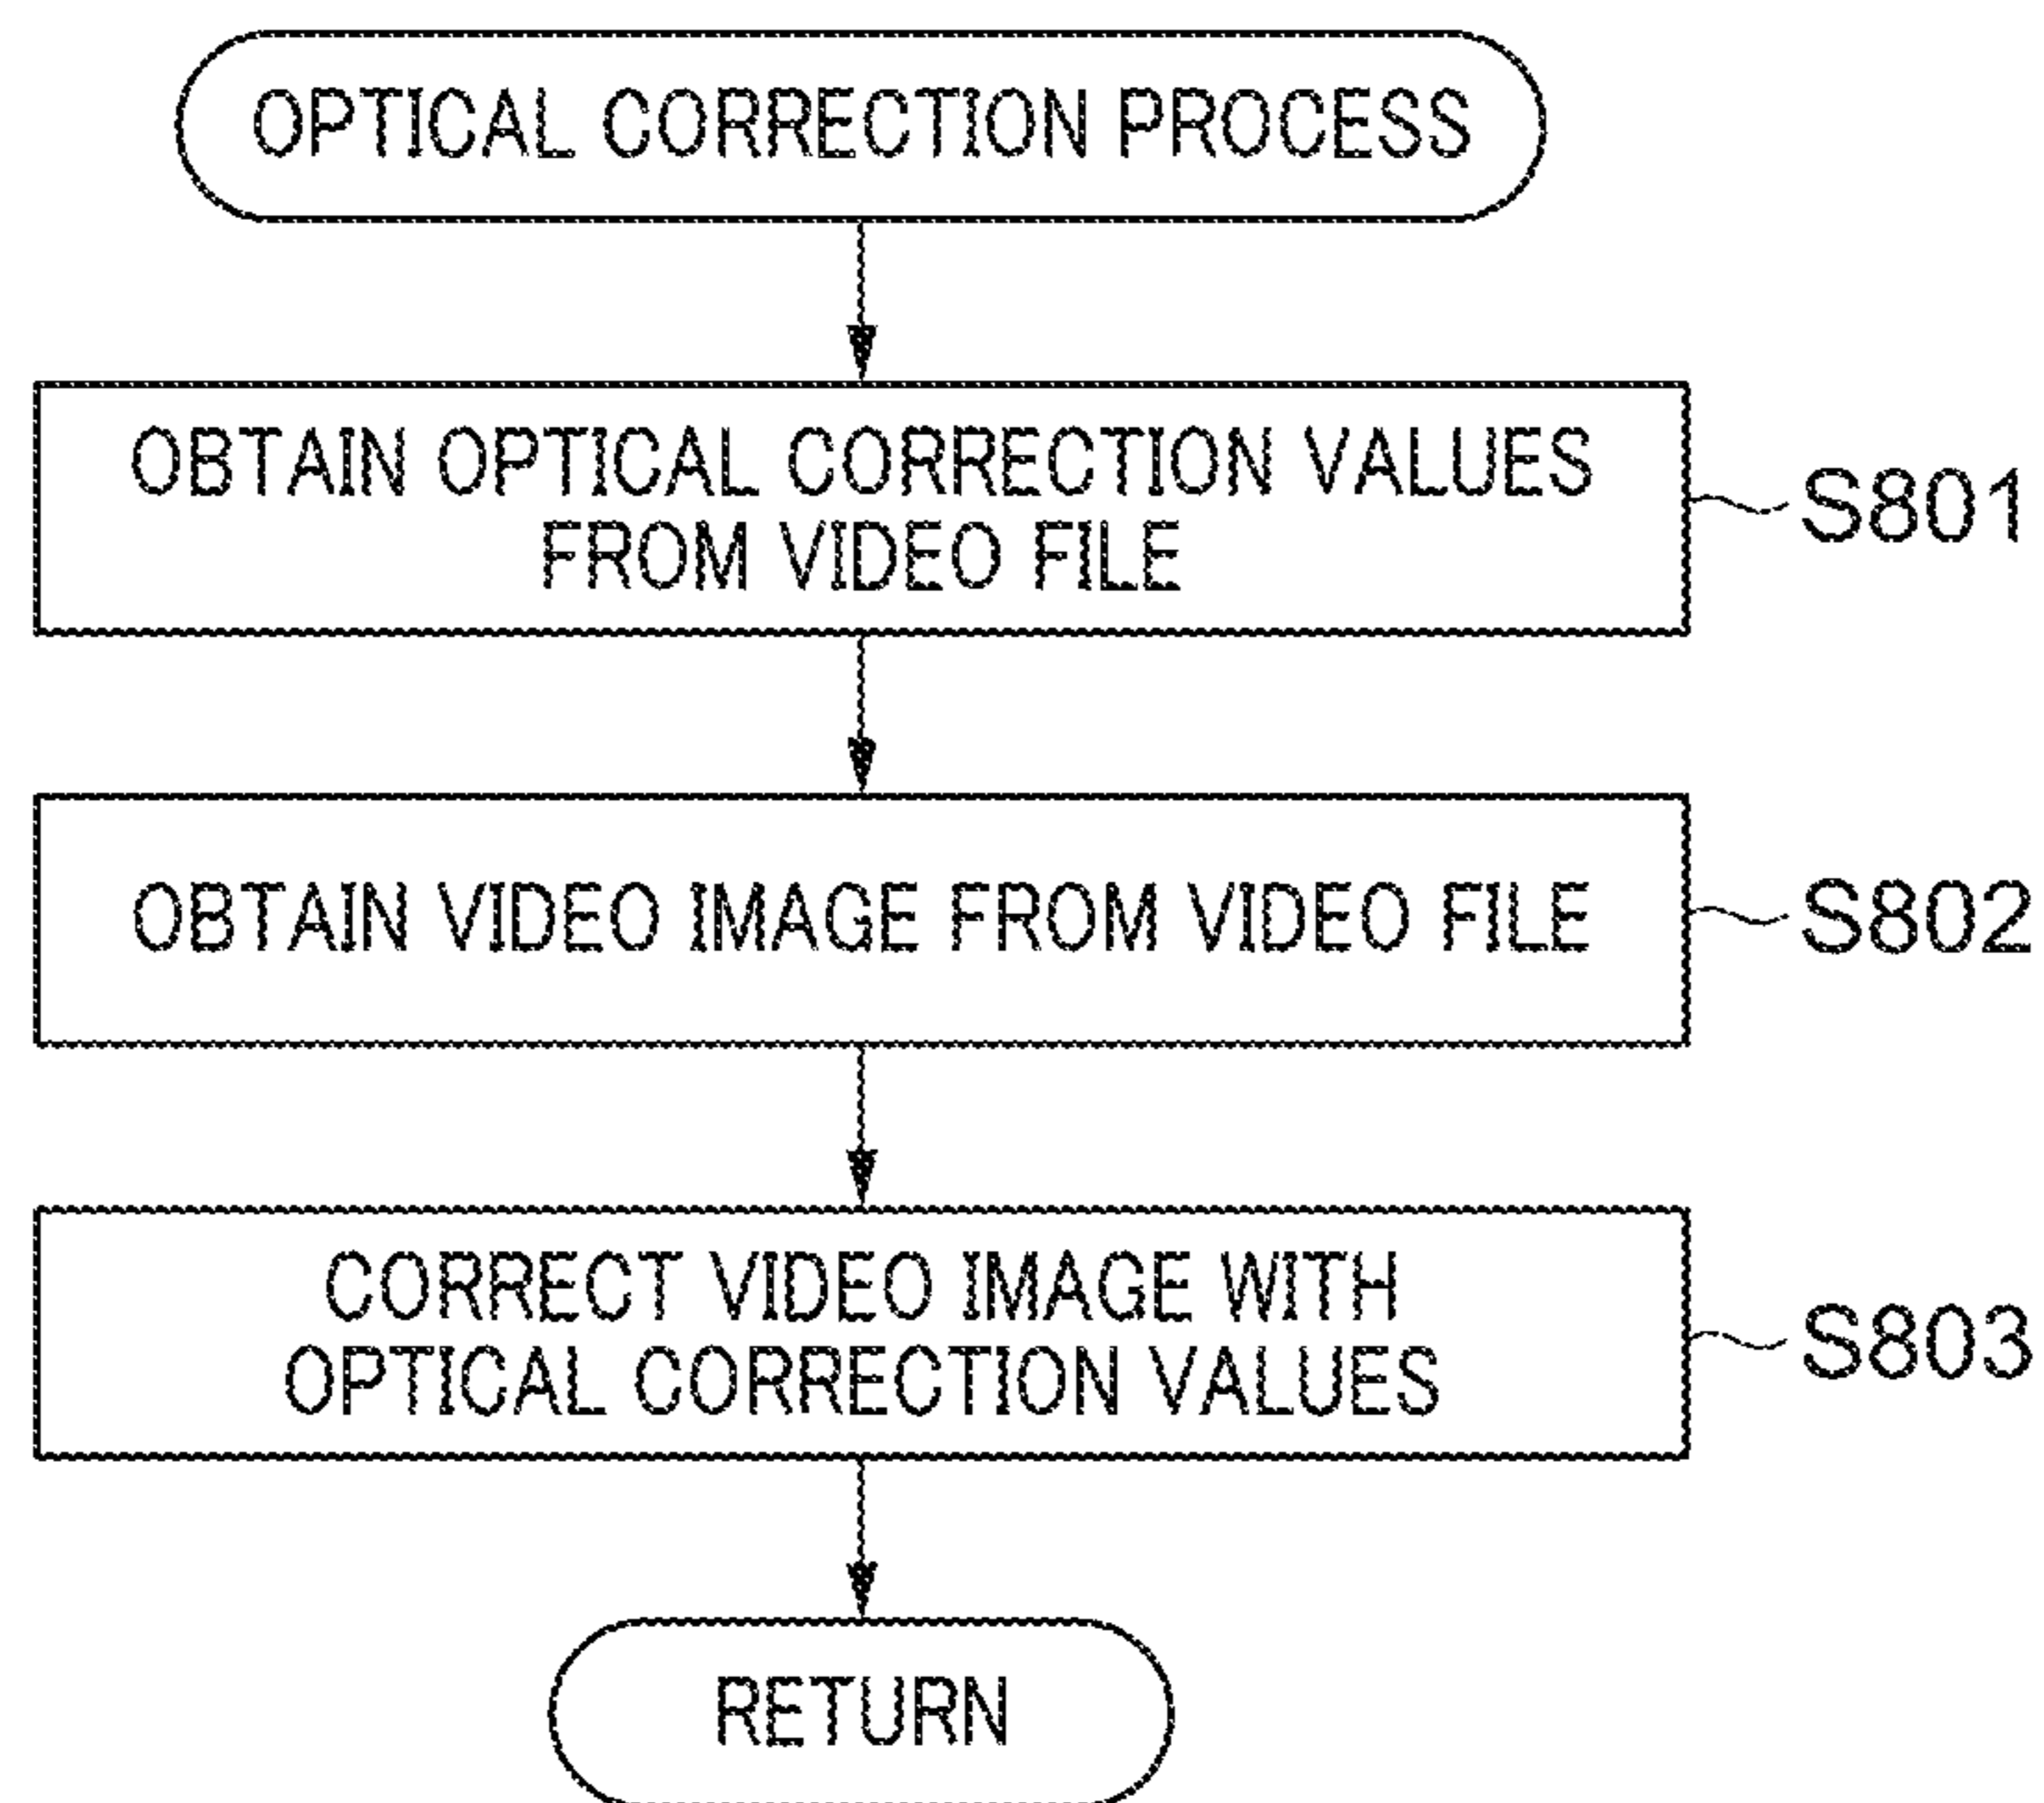 OPTICAL CORRECTION PROCESS
OBTAIN OPTICAL CORRECTION VALUES
FROM VIDEO FILE
S801
OBTAIN VIDEO IMAGE FROM VIDEO FILE
S802
CORRECT VIDEO IMAGE WITH
OPTICAL CORRECTION VALUES
S803
RETURN